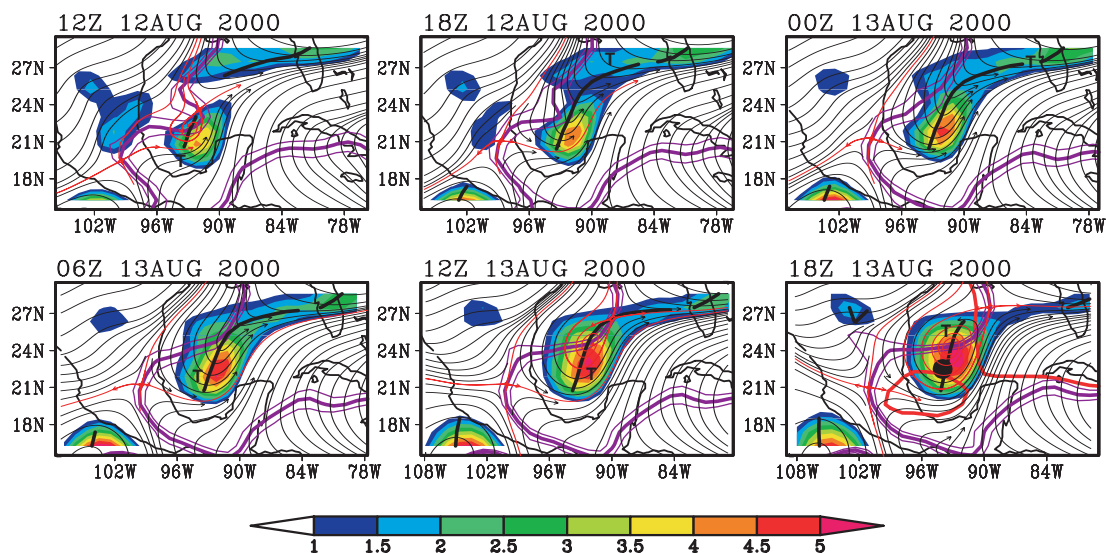 12Z 12AUG 2000 18Z 12AUG 2000 00Z 13AUG 2000
27N 27N 27N
T T
24N 24N 24N
21N 21N 21N
T
18N 18N 18N
102W 96W 90W 84W 78W 102W 96W 90W 84W 78W 102W 96W 90W 84W 78W
06Z 13AUG 2000 12Z 13AUG 2000 18Z 13AUG 2000
27N 27N 27N
T
24N 24N 24N
T T
21N 21N 21N
18N 18N 18N
102W 96W 90W 84W 78W 108W 102W 96W 90W 84W 108W 102W 96W 90W 84W
1 1.5 2 2.5 3 3.5 4 4.5 5